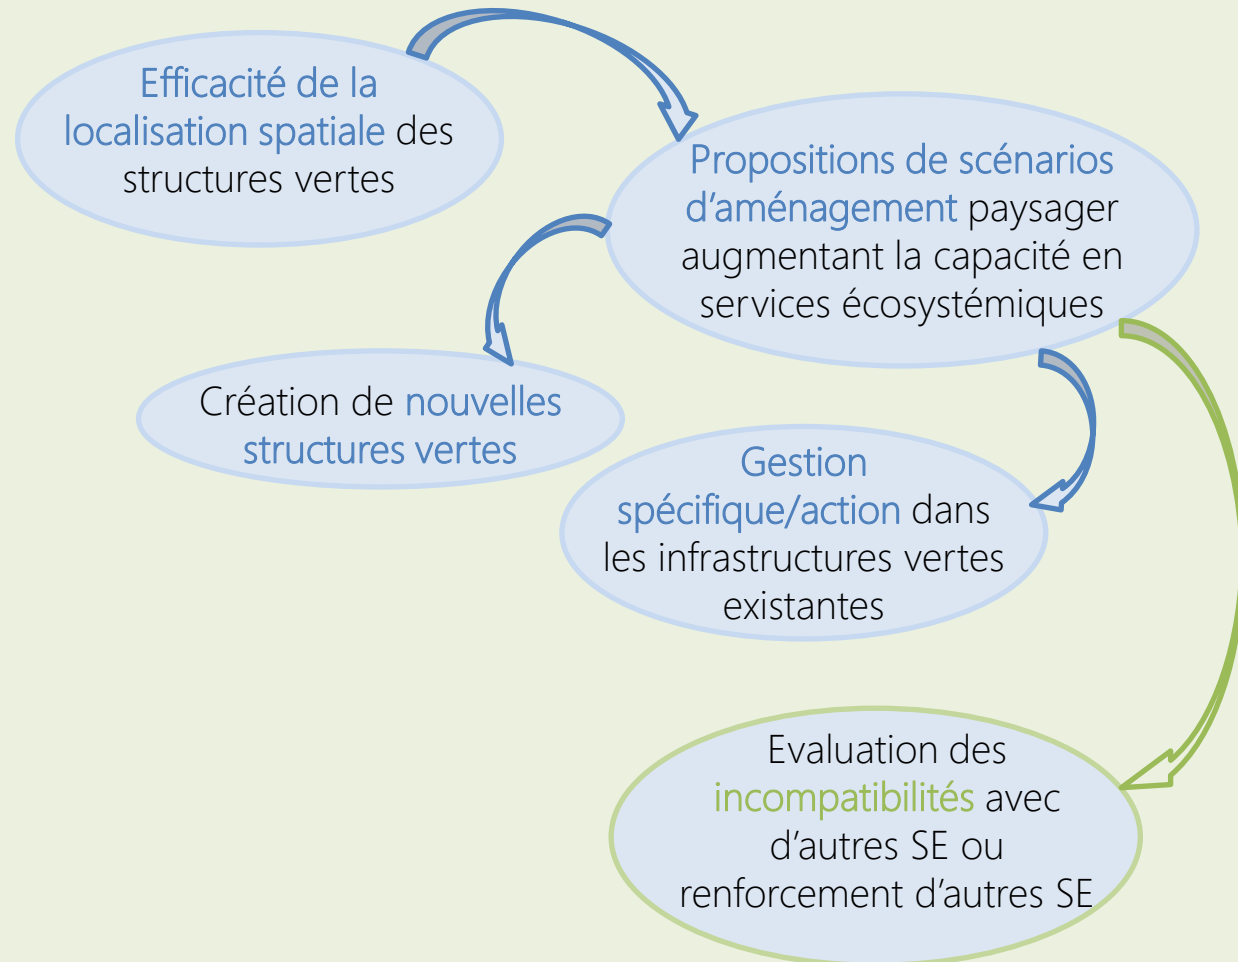 Efficacité de la
localisation spatiale des
structures vertes
Propositions de scénarios
d’aménagement paysager
augmentant la capacité en
services écosystémiques
Création de nouvelles
structures vertes
Gestion
spécifique/action dans
les infrastructures vertes
existantes
Evaluation des
incompatibilités avec
d’autres SE ou
renforcement d’autres SE